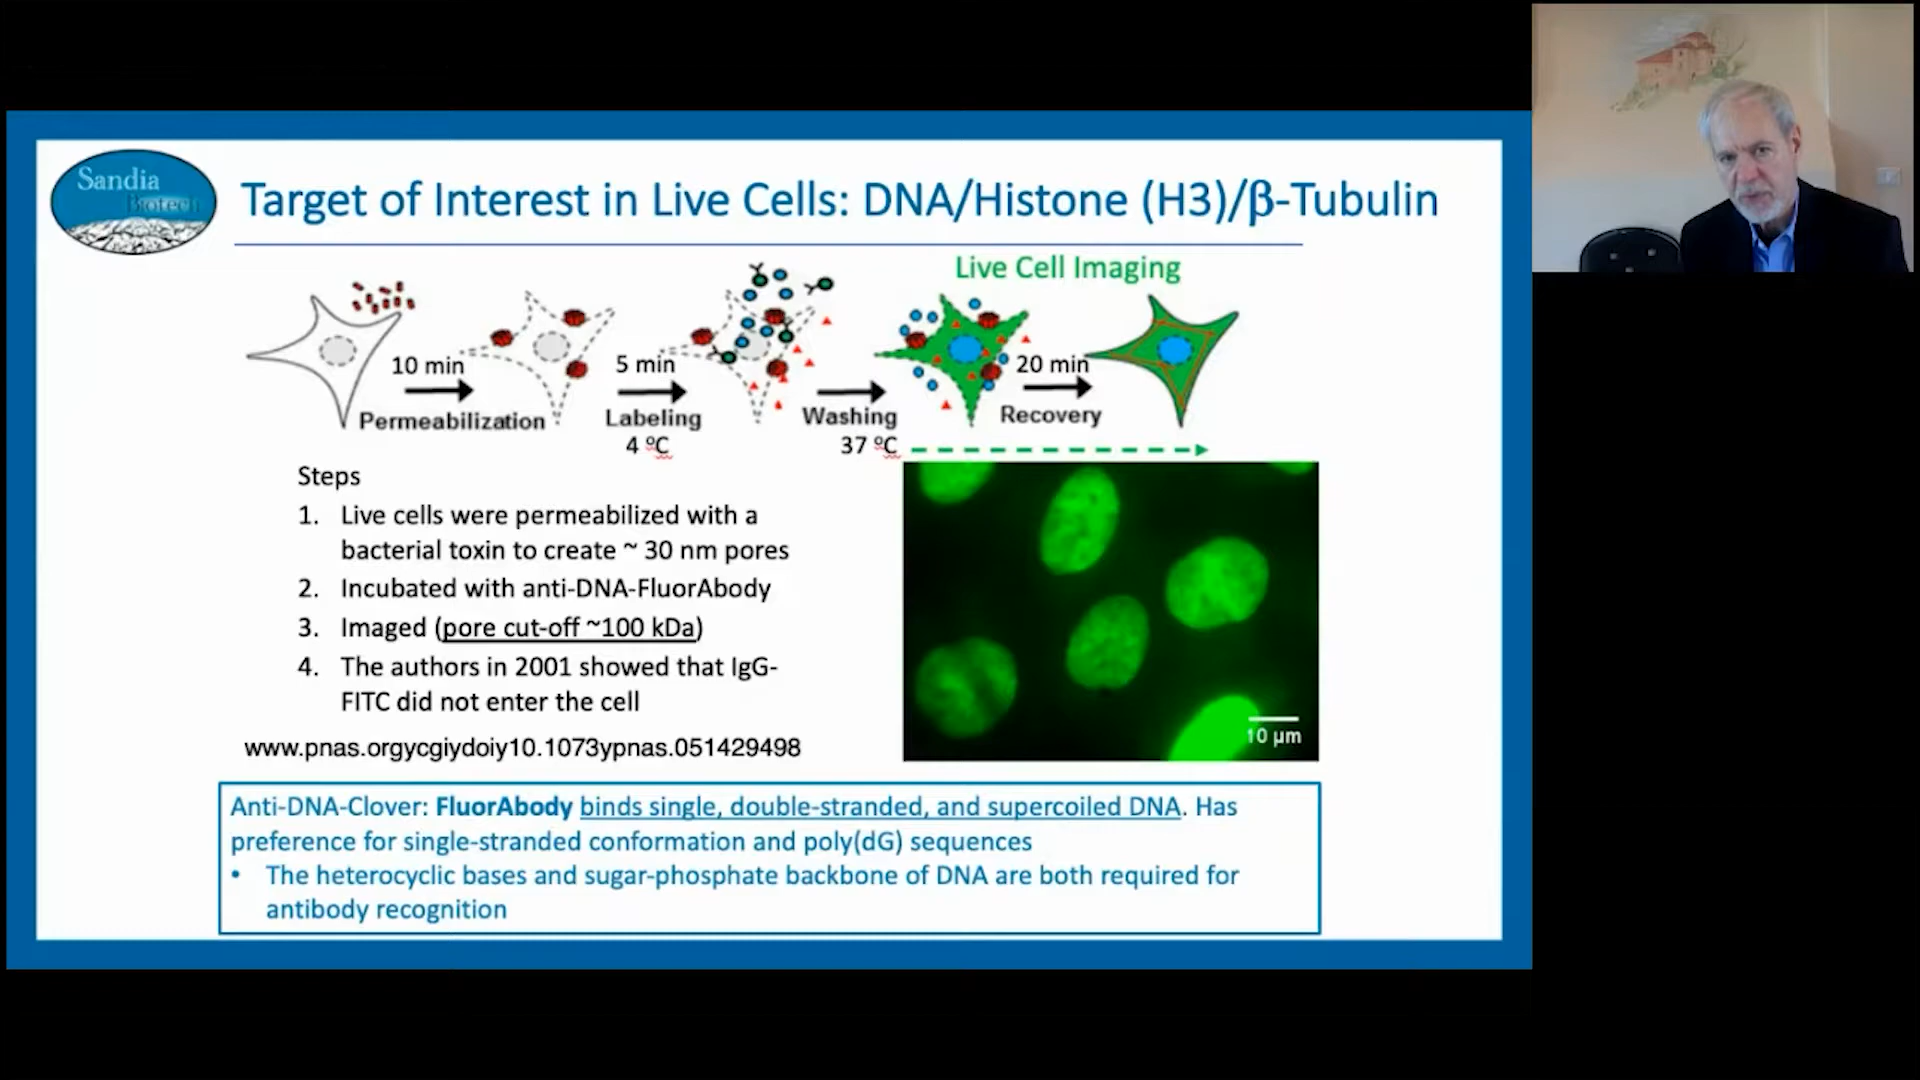 Sandia
Biotech
Target of Interest in Live Cells: DNA/Histone (H3)/β-Tubulin
Live Cell Imaging
10 min
Permeabilization
5 min
Labeling
4 ºC
Washing
37 ºC
20 min
Recovery
Steps
1. Live cells were permeabilized with a
bacterial toxin to create ~ 30 nm pores
2. Incubated with anti-DNA-FluorAbody
3. Imaged (pore cut-off ~100 kDa)
4. The authors in 2001 showed that IgG-
FITC did not enter the cell
www.pnas.orgycgiydoiy10.1073ypnas.051429498
10 μm
Anti-DNA-Clover: FluorAbody binds single, double-stranded, and supercoiled DNA. Has
preference for single-stranded conformation and poly(dG) sequences
• The heterocyclic bases and sugar-phosphate backbone of DNA are both required for
antibody recognition